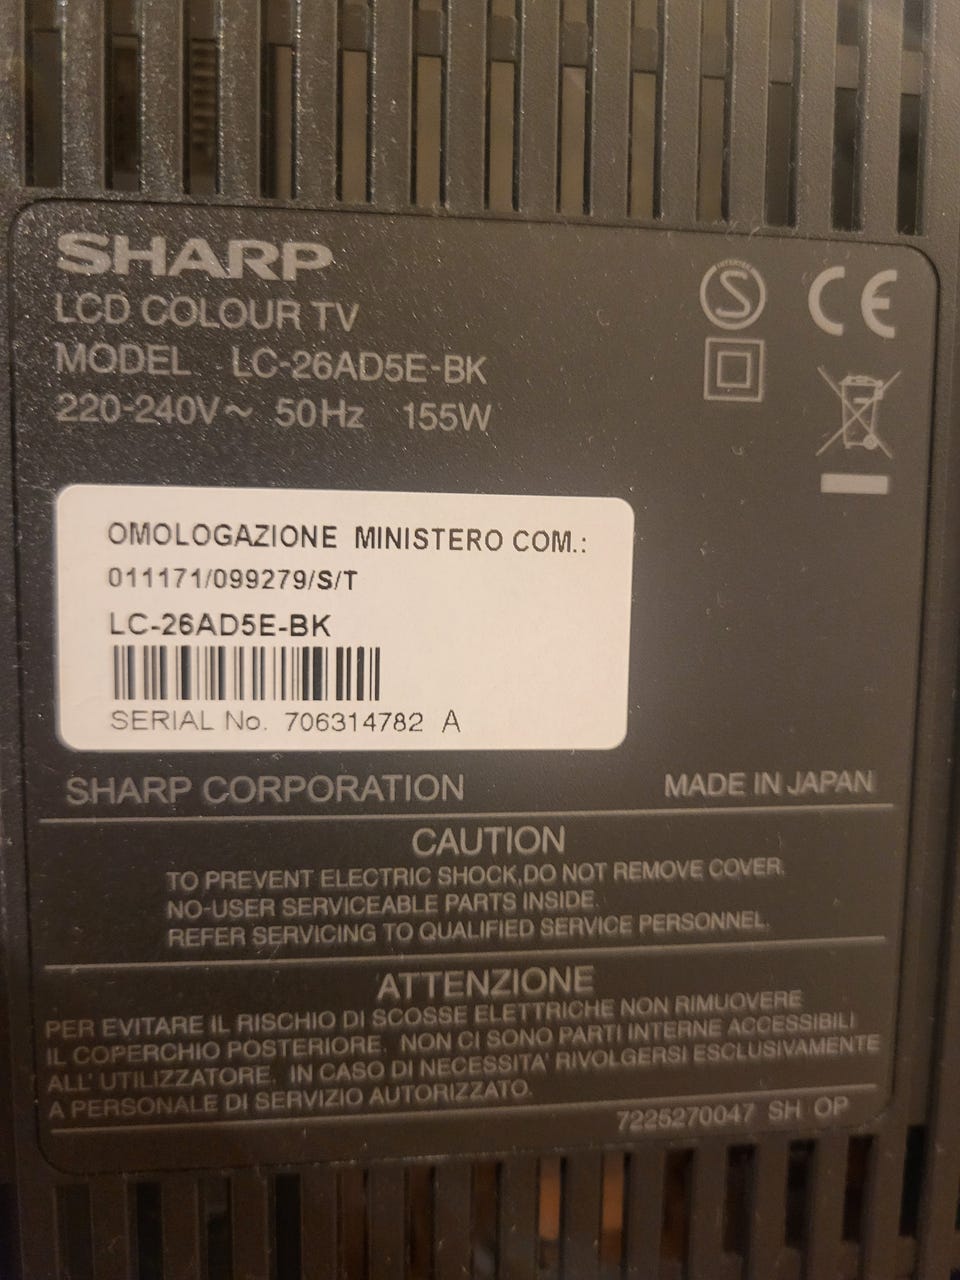 SHARP
LCD COLOUR TV
MODEL LC-26AD5E-BK
220-240V~ 50Hz 155W
S
CE
OMOLOGAZIONE MINISTERO COM.:
011171/099279/S/T
LC-26AD5E-BK
SERIAL No. 706314782 A
SHARP CORPORATION MADE IN JAPAN
CAUTION
TO PREVENT ELECTRIC SHOCK,DO NOT REMOVE COVER.
NO-USER SERVICEABLE PARTS INSIDE.
REFER SERVICING TO QUALIFIED SERVICE PERSONNEL.
ATTENZIONE
PER EVITARE IL RISCHIO DI SCOSSE ELETTRICHE NON RIMUOVERE
IL COPERCHIO POSTERIORE. NON CI SONO PARTI INTERNE ACCESSIBILI
ALL' UTILIZZATORE. IN CASO DI NECESSITA' RIVOLGERSI ESCLUSIVAMENTE
A PERSONALE DI SERVIZIO AUTORIZZATO.
7225270047 SH OP